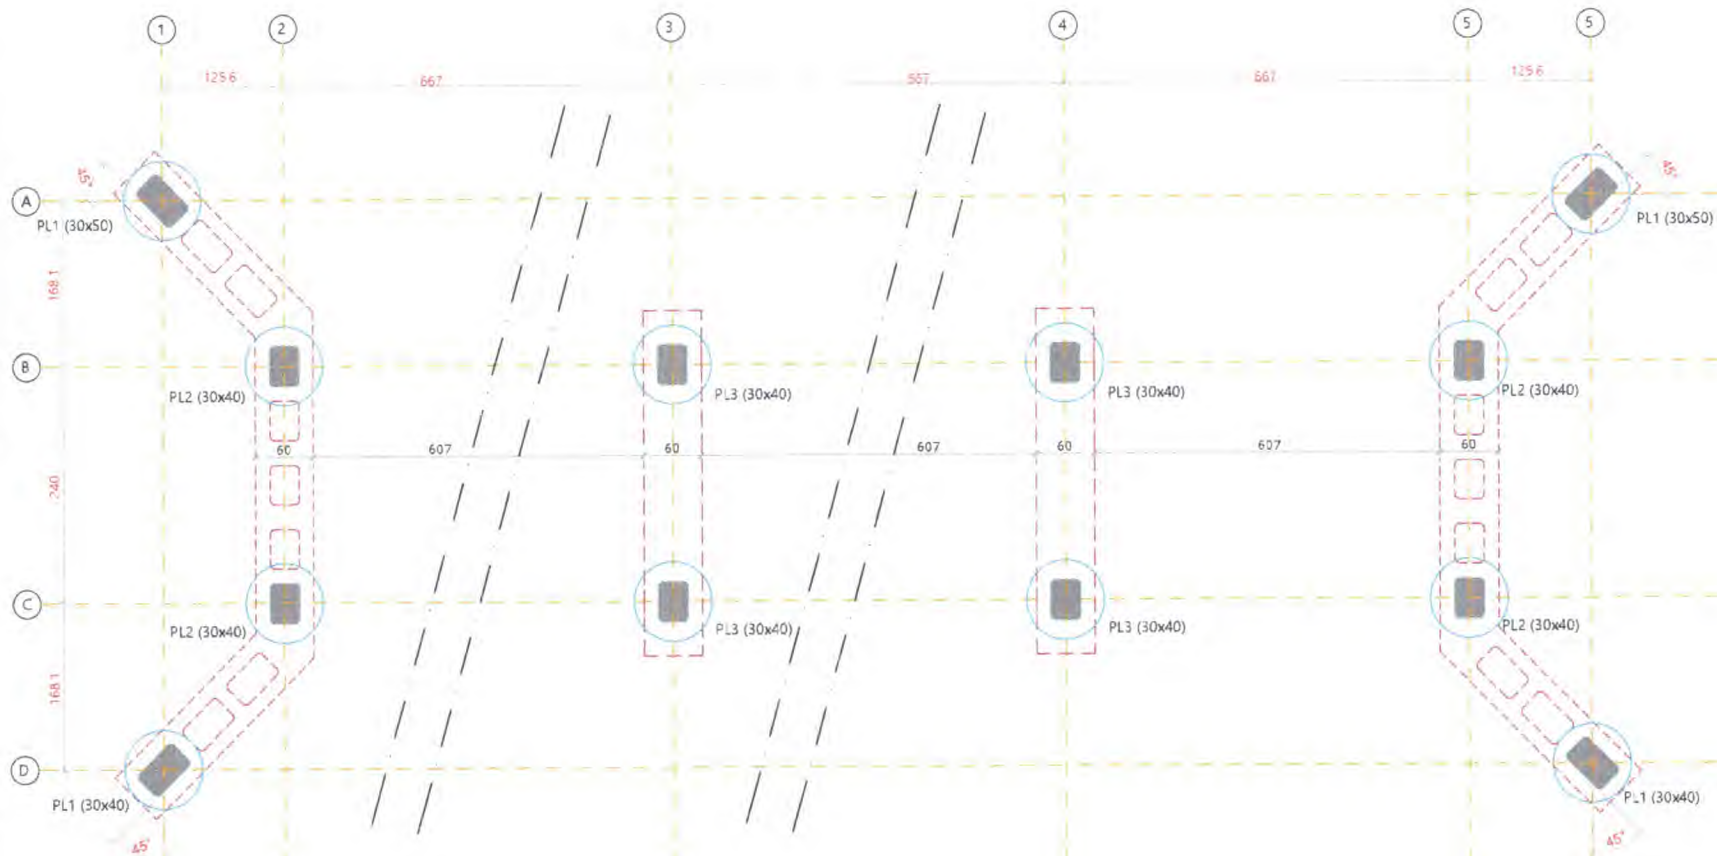 1 2 3 4 5 5
125.6 667 667 667 125.6
A 45° 45°
PL1 (30x50) PL1 (30x50)
168.1
B
PL2 (30x40) PL3 (30x40) PL3 (30x40) PL2 (30x40)
60 607 60 607 60 607 60
240
C
PL2 (30x40) PL3 (30x40) PL3 (30x40) PL2 (30x40)
168.1
D
PL1 (30x40) PL1 (30x40)
45° 45°